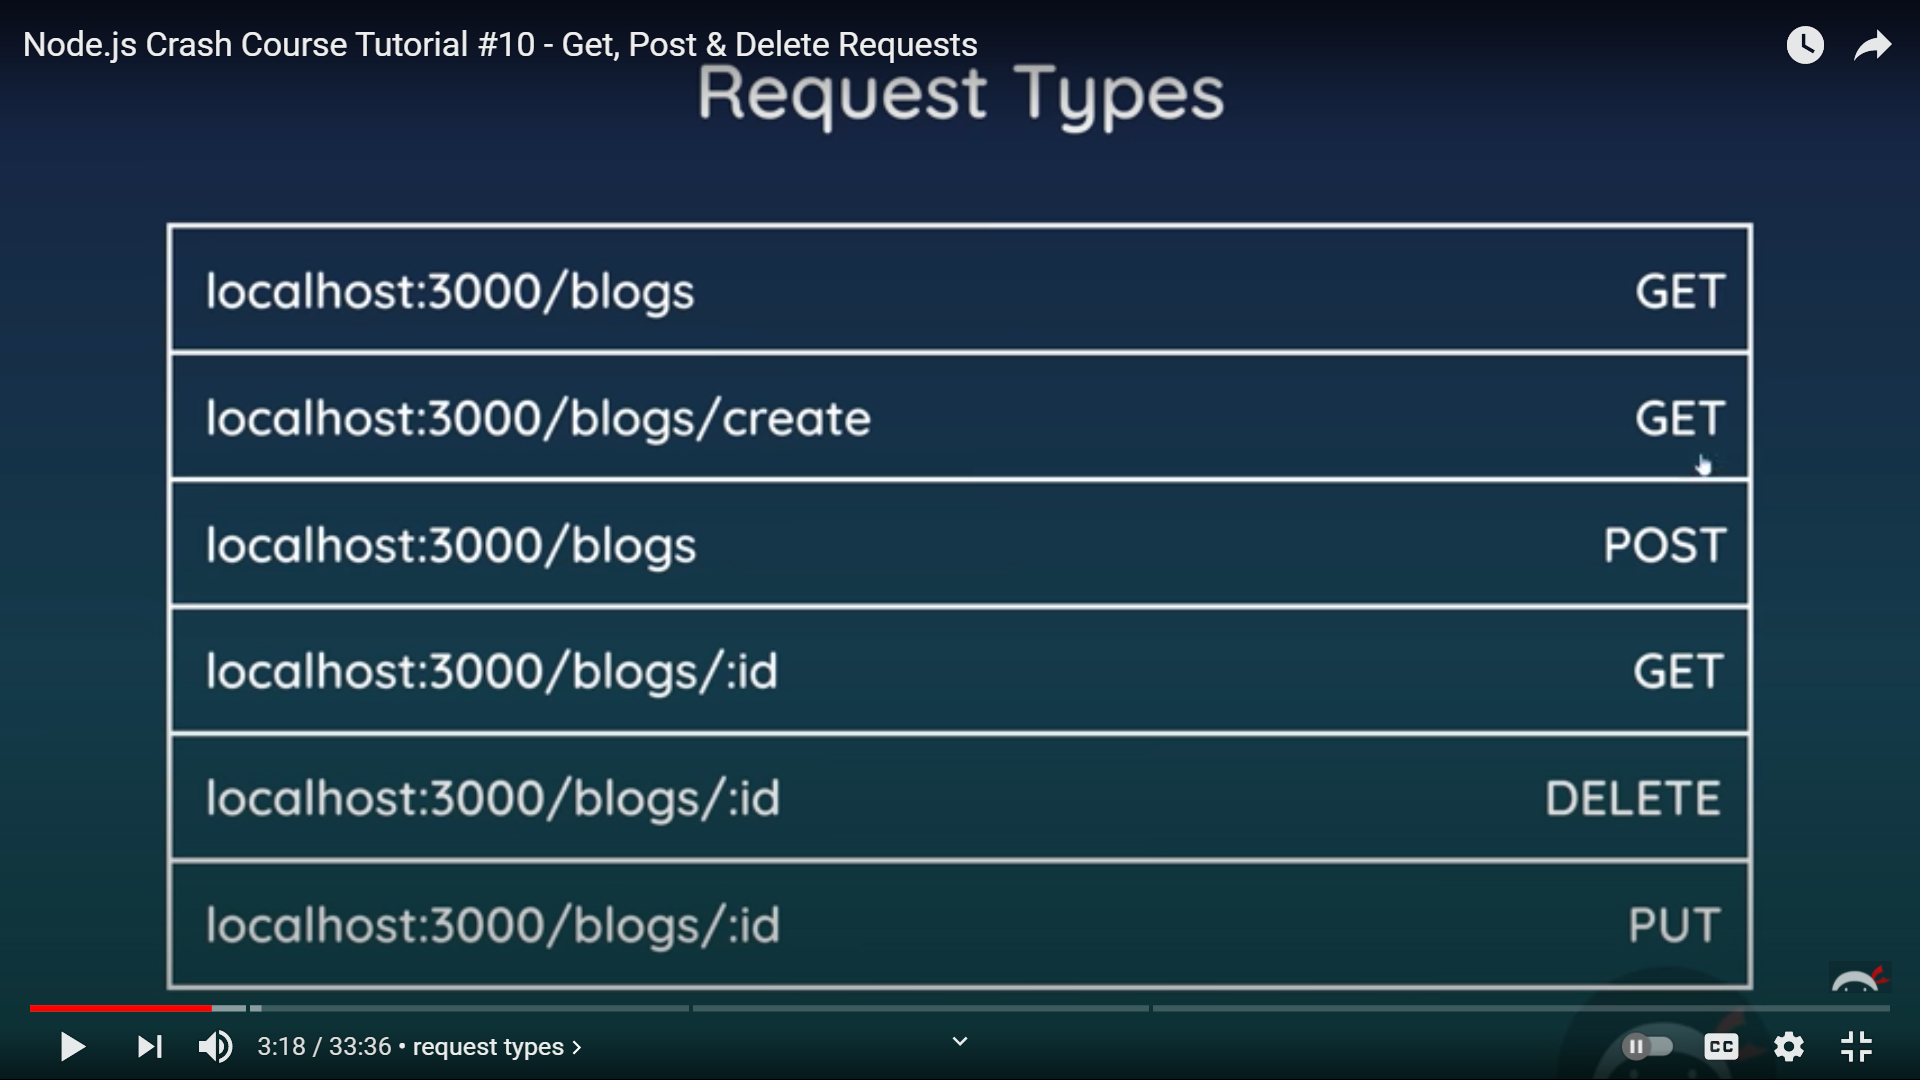 Node.js Crash Course Tutorial #10 - Get, Post & Delete Requests
Request Types
localhost:3000/blogs GET
localhost:3000/blogs/create GET
localhost:3000/blogs POST
localhost:3000/blogs/:id GET
localhost:3000/blogs/:id DELETE
localhost:3000/blogs/:id PUT
3:18 / 33:36 • request types
CC